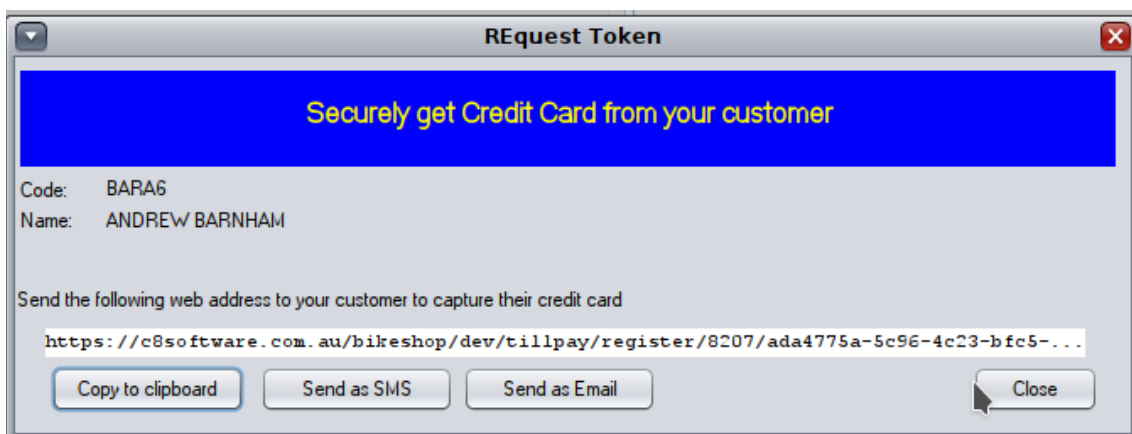 REquest Token
Securely get Credit Card from your customer
Code: BARA6
Name: ANDREW BARNHAM
Send the following web address to your customer to capture their credit card
https://c8software.com.au/bikeshop/dev/tillpay/register/8207/ada4775a-5c96-4c23-bfc5-...
Copy to clipboard Send as SMS Send as Email Close